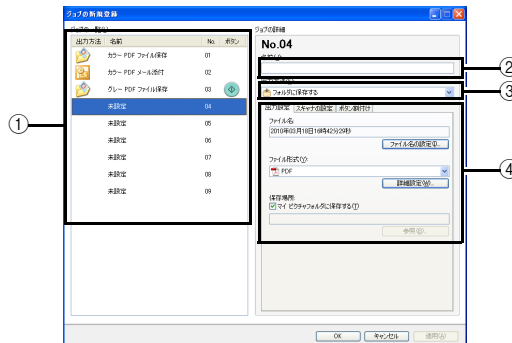 ジョブの新規登録
ジョブの一覧(L)
出力方法 名前 No. ボタン
カラー PDF ファイル保存 01
カラー PDF メール添付 02
グレー PDF ファイル保存 03
未設定 04
未設定 05
未設定 06
未設定 07
未設定 08
未設定 09
ジョブの詳細
No.04
フォルダに保存する
出力設定 スキャナの設定 ボタン割付け
ファイル名
2010年03月18日16時42分29秒
ファイル名の設定(I)...
ファイル形式(Y):
PDF
詳細設定(W)...
保存場所:
マイ ピクチャフォルダに保存する(T)
参照(B)...
OK キャンセル 適用(A)
①
②
③
④